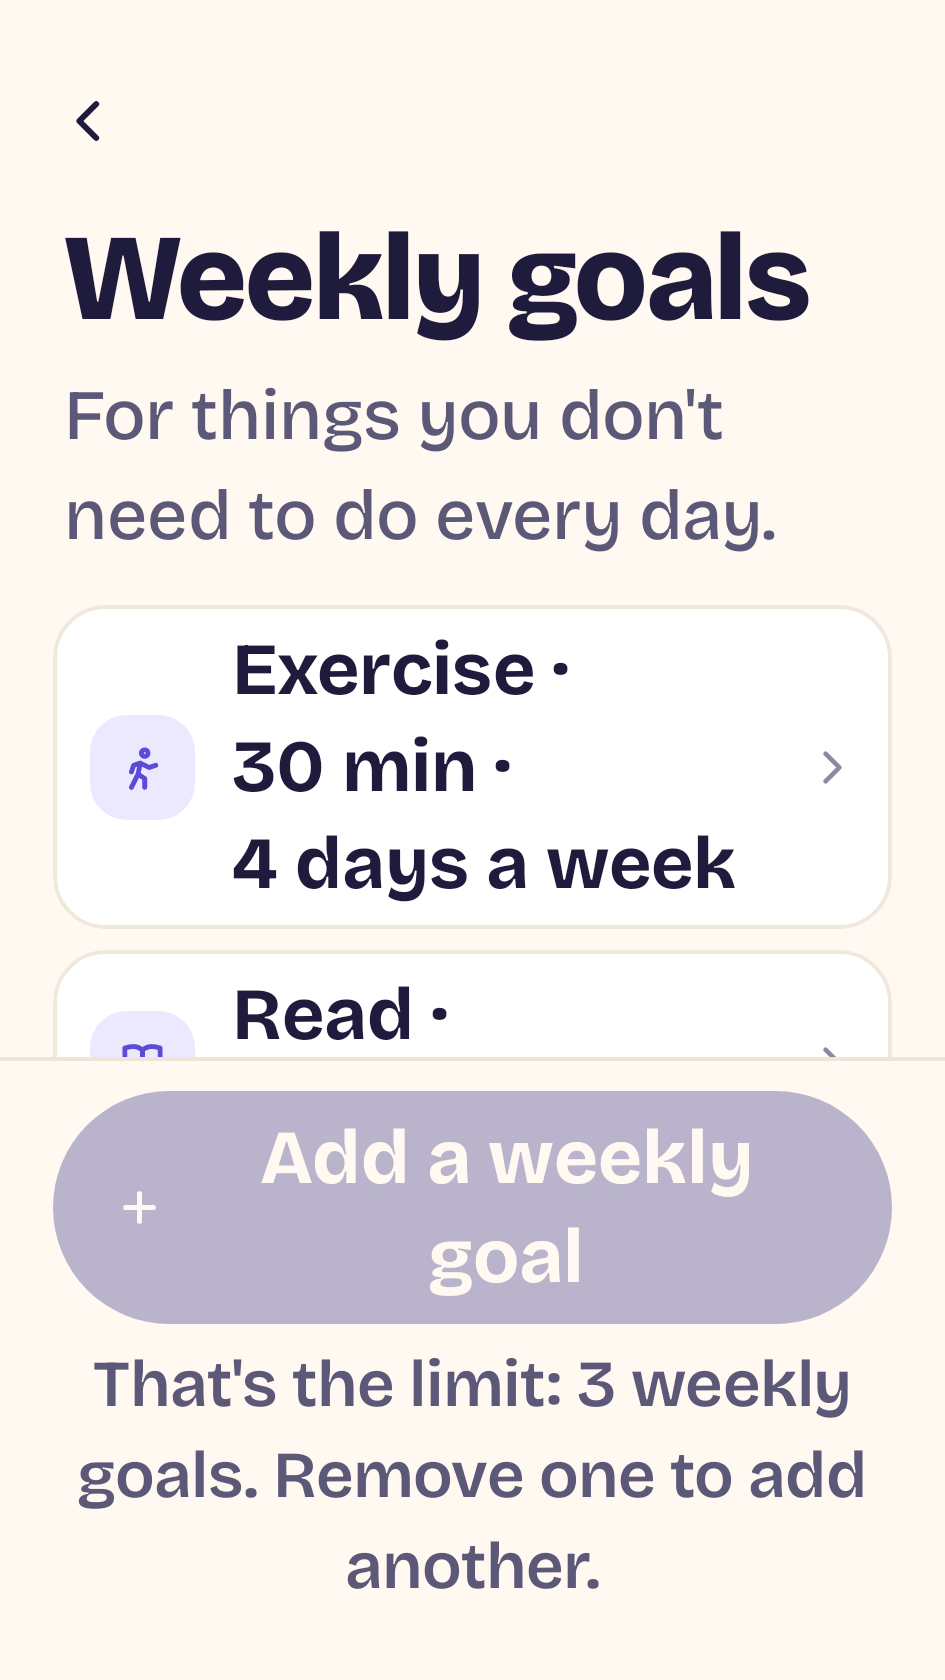 Weekly goals
For things you don't
need to do every day.
Exercise ·
30 min ·
4 days a week
Read ·
Add a weekly
goal
That's the limit: 3 weekly
goals. Remove one to add
another.